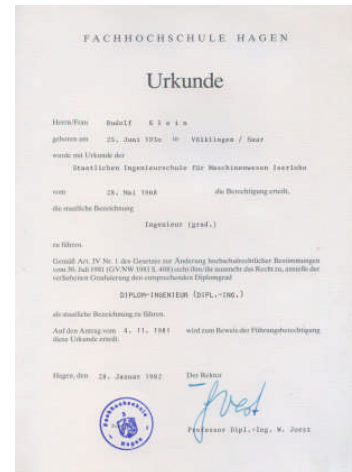 FACHHOCHSCHULE HAGEN
Urkunde
Herrn/Frau Rudolf Klein
geboren am 25. Juni 193o in Völklingen / Saar
wurde mit Urkunde der
Staatlichen Ingenieurschule für Maschinenwesen Iserlohn
vom 28. Mai 1968 die Berechtigung erteilt,
die staatliche Bezeichnung
Ingenieur (grad.)
zu führen.
Gemäß Art. IV Nr. 1 des Gesetzes zur Änderung hochschulrechtlicher Bestimmungen
vom 30. Juli 1981 (GV.NW 1981 S. 408) steht ihm/ihr nunmehr das Recht zu, anstelle der
verliehenen Graduierung den entsprechenden Diplomgrad
DIPLOM-INGENIEUR (DIPL.-ING.)
als staatliche Bezeichnung zu führen.
Auf den Antrag vom 4. 11. 1981 wird zum Beweis der Führungsberechtigung
diese Urkunde erteilt.
Hagen, den 28. Januar 1982 Der Rektor
Fachhochschule Hagen
Professor Dipl.-Ing. W. Joest